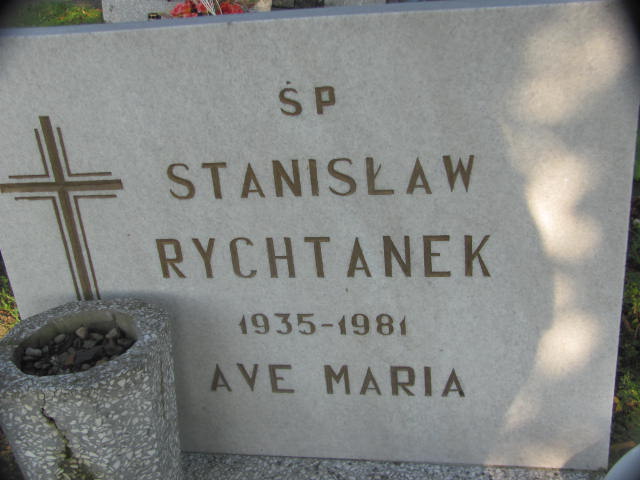 ŚP
STANISŁAW
RYCHTANEK
1935-1981
AVE MARIA